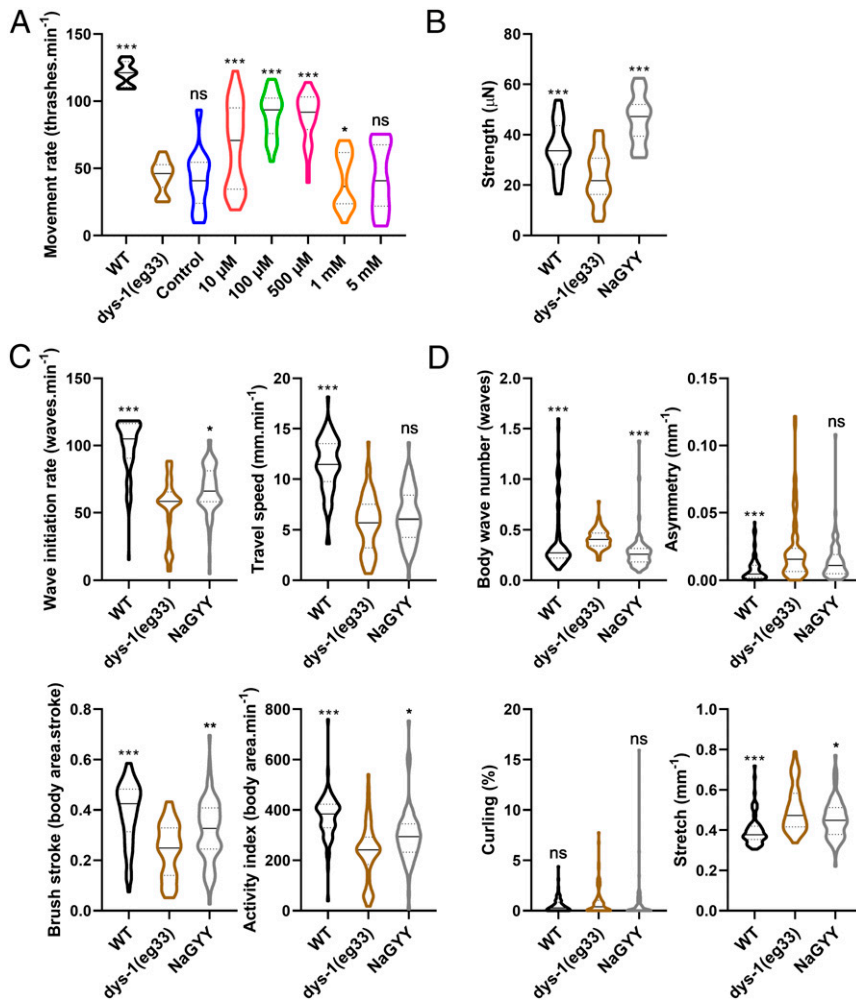 A
Movement rate (thrashes.min⁻¹)
150
100
50
0
***
ns
***
***
***
*
ns
WT
dys-1(eg33)
Control
10 µM
100 µM
500 µM
1 mM
5 mM
B
Strength (µN)
80
60
40
20
0
***
***
WT
dys-1(eg33)
NaGYY
C
Wave initiation rate (waves.min⁻¹)
150
100
50
0
***
*
WT
dys-1(eg33)
NaGYY
Travel speed (mm.min⁻¹)
20
15
10
5
0
***
ns
WT
dys-1(eg33)
NaGYY
D
Body wave number (waves)
2.0
1.5
1.0
0.5
0.0
***
***
WT
dys-1(eg33)
NaGYY
Asymmetry (mm⁻¹)
0.15
0.10
0.05
0.00
***
ns
WT
dys-1(eg33)
NaGYY
Brush stroke (body area.stroke)
0.8
0.6
0.4
0.2
0.0
***
**
WT
dys-1(eg33)
NaGYY
Activity index (body area.min⁻¹)
800
600
400
200
0
***
*
WT
dys-1(eg33)
NaGYY
Curling (%)
20
15
10
5
0
ns
ns
WT
dys-1(eg33)
NaGYY
Stretch (mm⁻¹)
1.0
0.8
0.6
0.4
0.2
0.0
***
*
WT
dys-1(eg33)
NaGYY